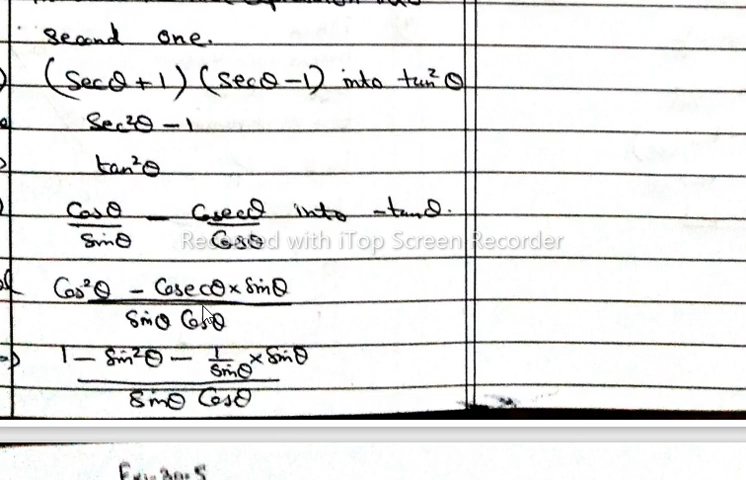 second one.
(Secθ + 1) (Secθ - 1) into tan²θ
Sec²θ - 1
tan²θ
Cosθ/Sinθ - Cosecθ/Cosθ into -tanθ.
Recorded with iTop Screen Recorder
Cos²θ - Cosecθ × Sinθ
Sinθ Cosθ
=> 1 - Sin²θ - 1/Sinθ × Sinθ
Sinθ Cosθ